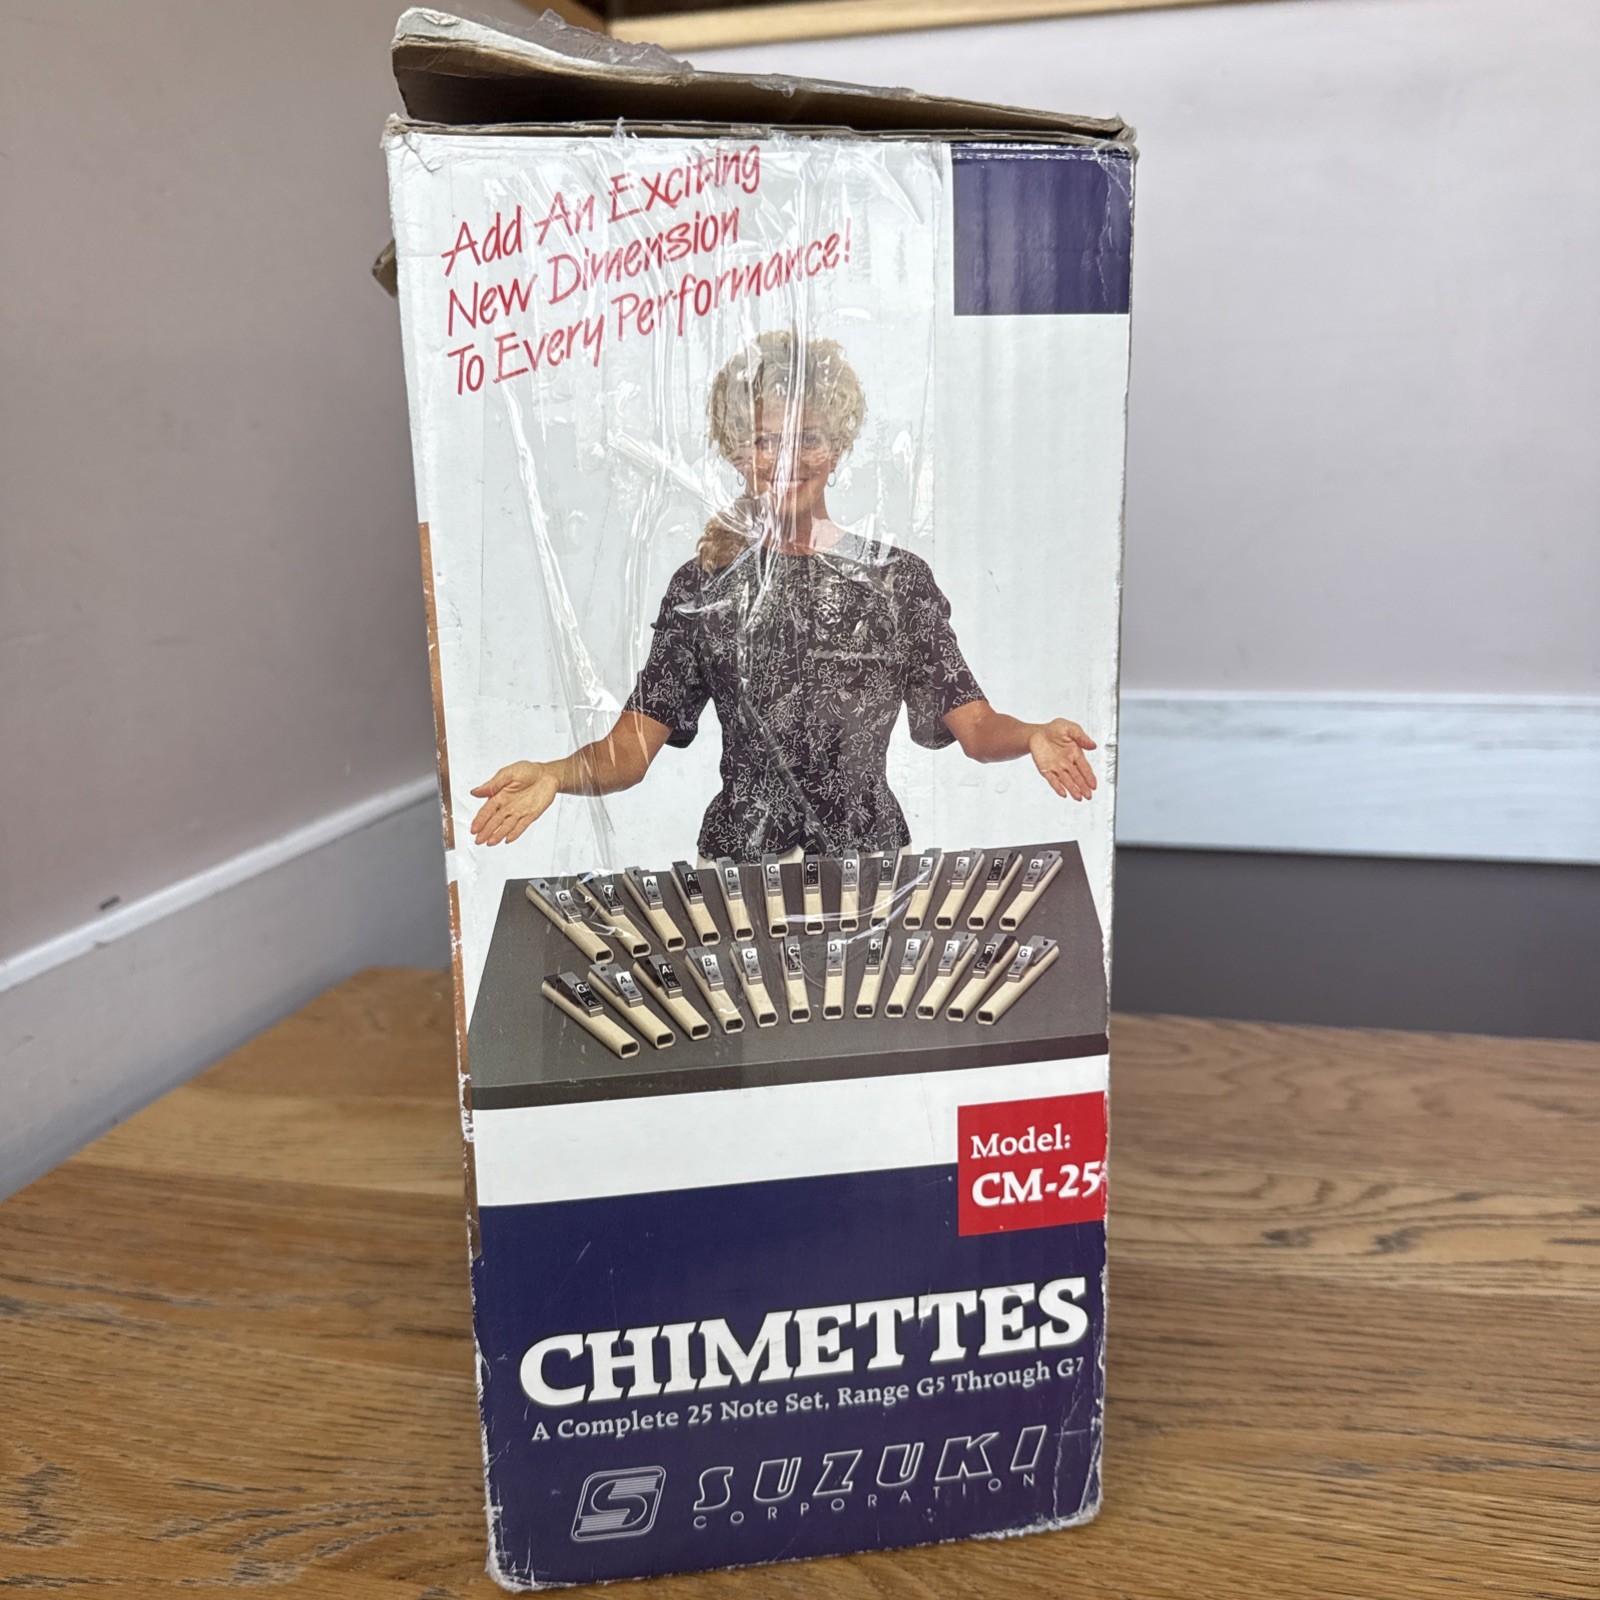 Add An Exciting
New Dimension
To Every Performance!
G
A
A
B
C
C
D
D
E
F
F
G
G
A
A
B
C
C
D
D
E
F
F
G
Model:
CM-25
CHIMETTES
A Complete 25 Note Set, Range G5 Through G7
S SUZUKI
CORPORATION